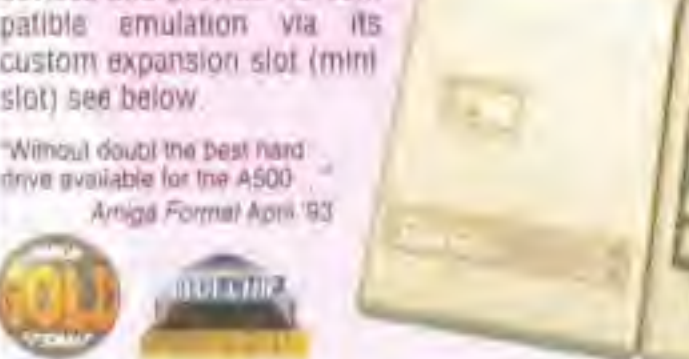 patible emulation via its
custom expansion slot (mini
slot) see below.
"Without doubt the best hard
drive available for the A500 "
Amiga Format April '93
GOLD